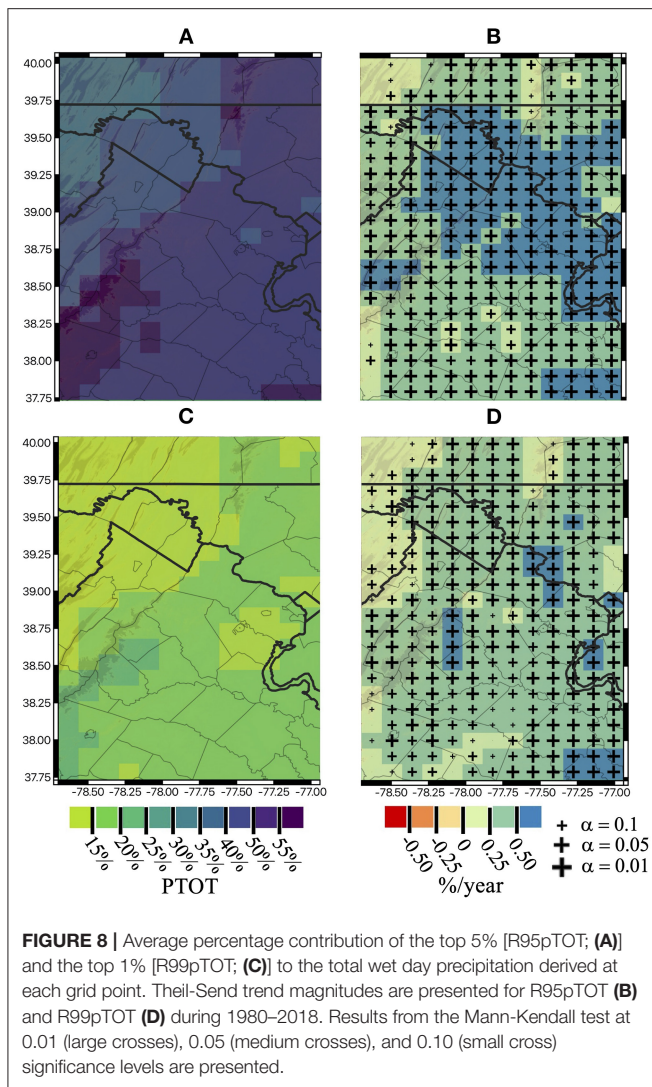 A
B
40.00
39.75
39.50
39.25
39.00
38.75
38.50
38.25
38.00
37.75
C
D
40.00
39.75
39.50
39.25
39.00
38.75
38.50
38.25
38.00
37.75
-78.50 -78.25 -78.00 -77.75 -77.50 -77.25 -77.00
-78.50 -78.25 -78.00 -77.75 -77.50 -77.25 -77.00
15% 20% 25% 30% 35% 40% 50% 55%
PTOT
-0.50 -0.25 0 0.25 0.50
%/year
α = 0.1
α = 0.05
α = 0.01
FIGURE 8 | Average percentage contribution of the top 5% [R95pTOT; (A)]
and the top 1% [R99pTOT; (C)] to the total wet day precipitation derived at
each grid point. Theil-Send trend magnitudes are presented for R95pTOT (B)
and R99pTOT (D) during 1980–2018. Results from the Mann-Kendall test at
0.01 (large crosses), 0.05 (medium crosses), and 0.10 (small cross)
significance levels are presented.